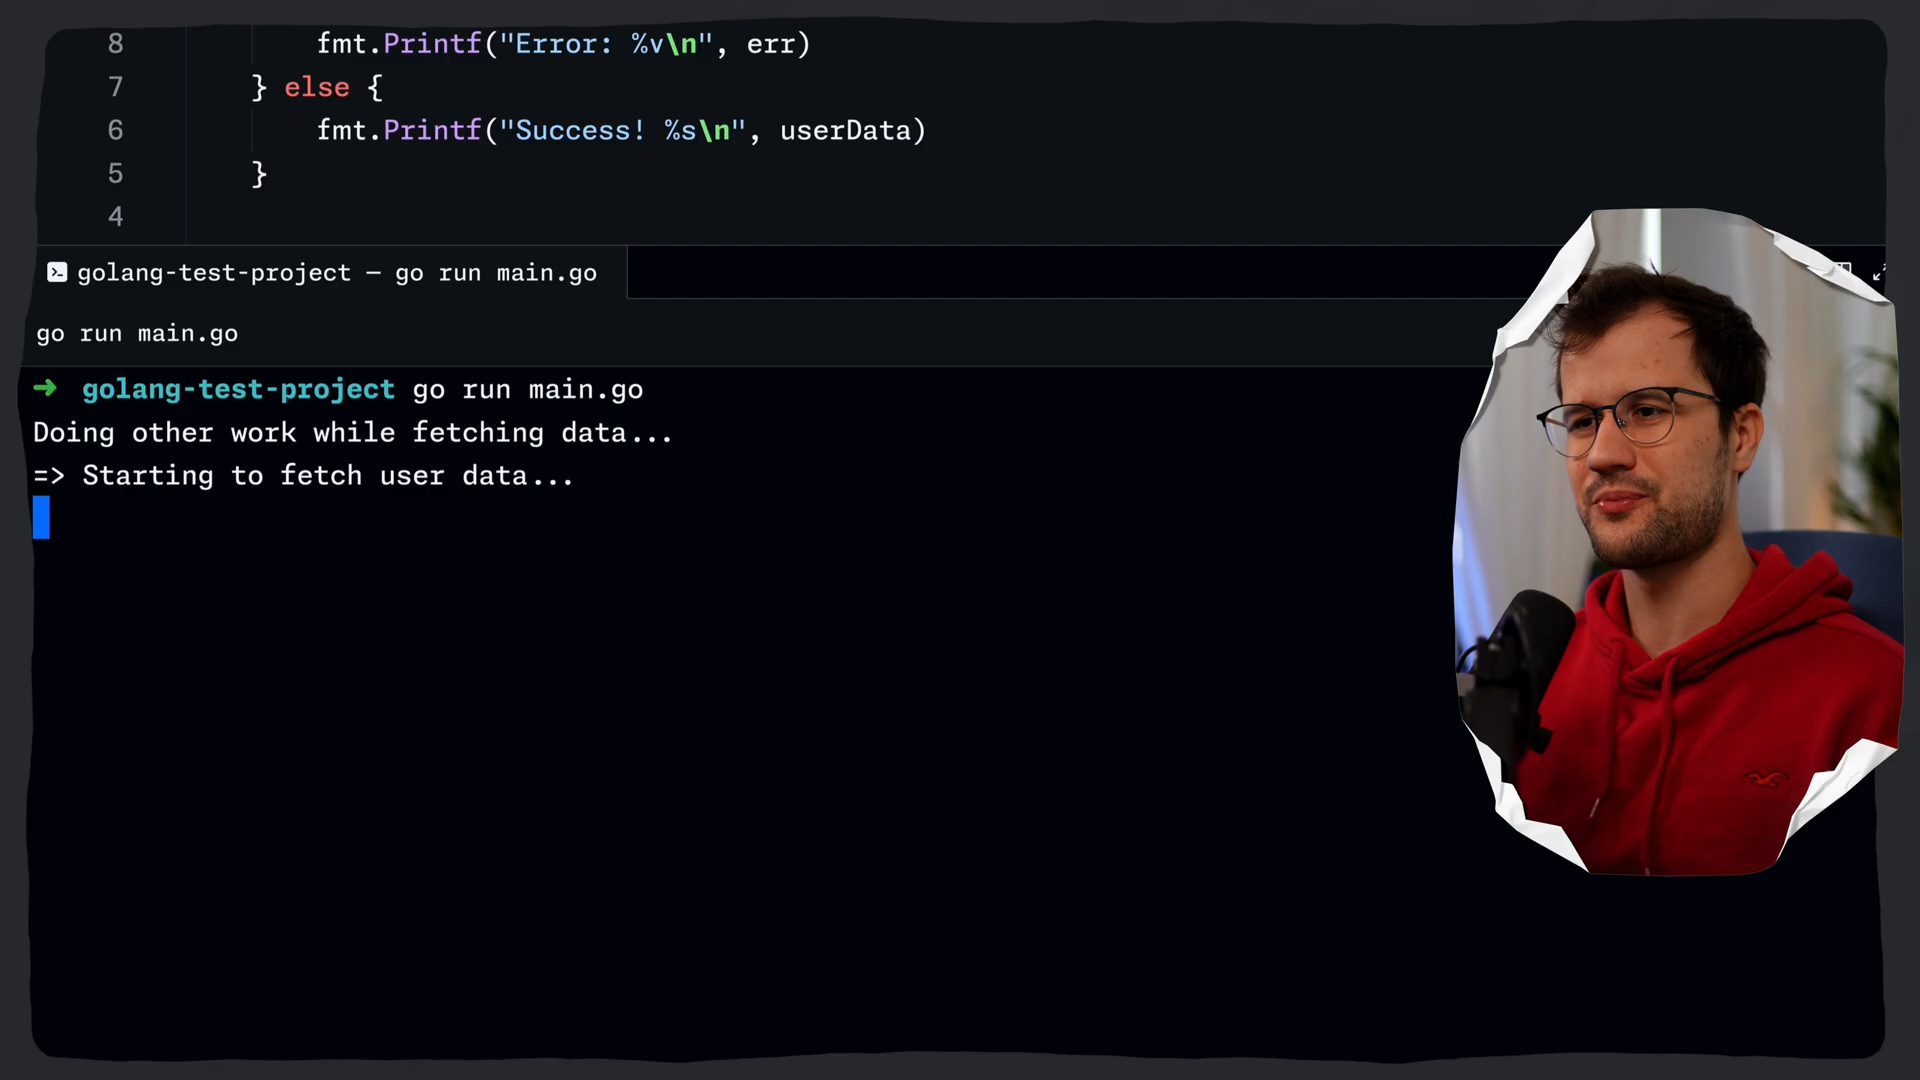 8 fmt.Printf("Error: %v\n", err)
7 } else {
6 fmt.Printf("Success! %s\n", userData)
5 }
4
golang-test-project — go run main.go
go run main.go
➜ golang-test-project go run main.go
Doing other work while fetching data...
=> Starting to fetch user data...